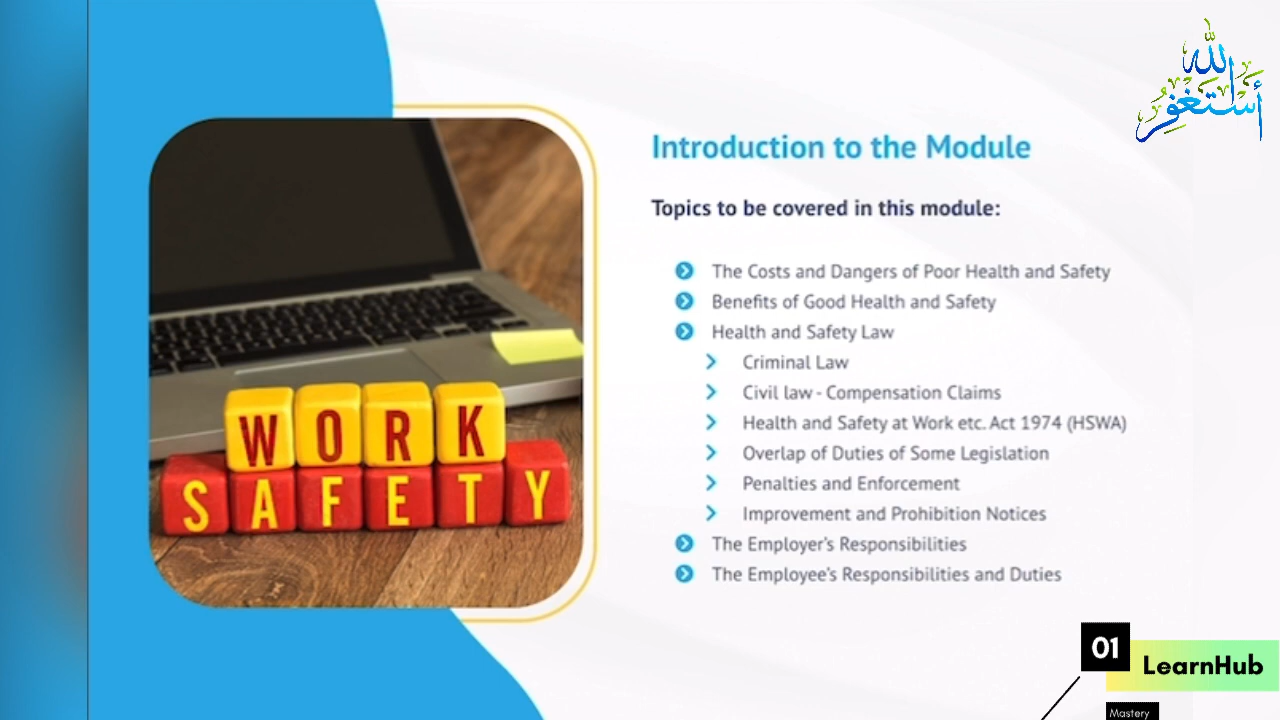 أستغفر الله
Introduction to the Module
Topics to be covered in this module:
The Costs and Dangers of Poor Health and Safety
Benefits of Good Health and Safety
Health and Safety Law
Criminal Law
Civil law - Compensation Claims
Health and Safety at Work etc. Act 1974 (HSWA)
Overlap of Duties of Some Legislation
Penalties and Enforcement
Improvement and Prohibition Notices
The Employer's Responsibilities
The Employee's Responsibilities and Duties
WORK
SAFETY
01
LearnHub
Mastery